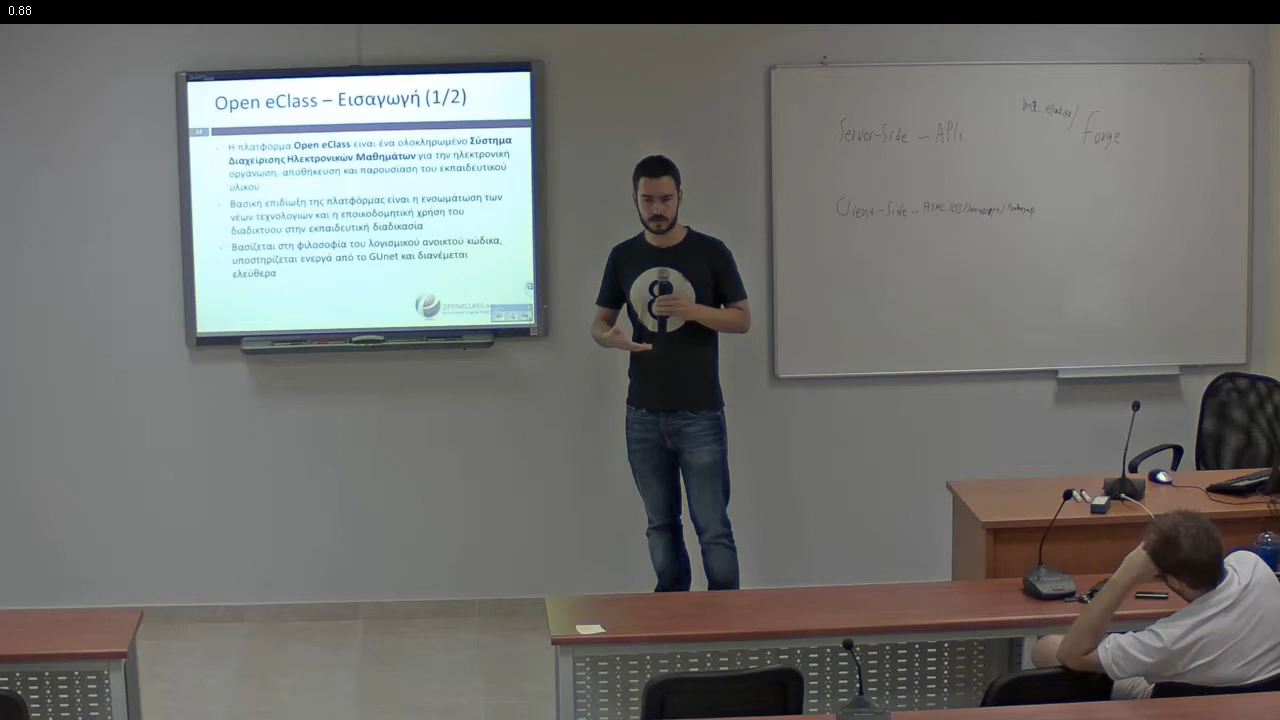 0.88
Open eClass – Εισαγωγή (1/2)
Η πλατφόρμα Open eClass είναι ένα ολοκληρωμένο Σύστημα
Διαχείρισης Ηλεκτρονικών Μαθημάτων για την ηλεκτρονική
οργάνωση, αποθήκευση και παρουσίαση του εκπαιδευτικού
υλικού
Βασική επιδίωξη της πλατφόρμας είναι η ενσωμάτωση των
νέων τεχνολογιών και η εποικοδομητική χρήση του
διαδικτύου στην εκπαιδευτική διαδικασία
Βασίζεται στη φιλοσοφία του λογισμικού ανοικτού κώδικα,
υποστηρίζεται ενεργά από το GUnet και διανέμεται
ελεύθερα
Server-Side – APIs
Forge
Client-Side – HTML/CSS/Javascript/
8